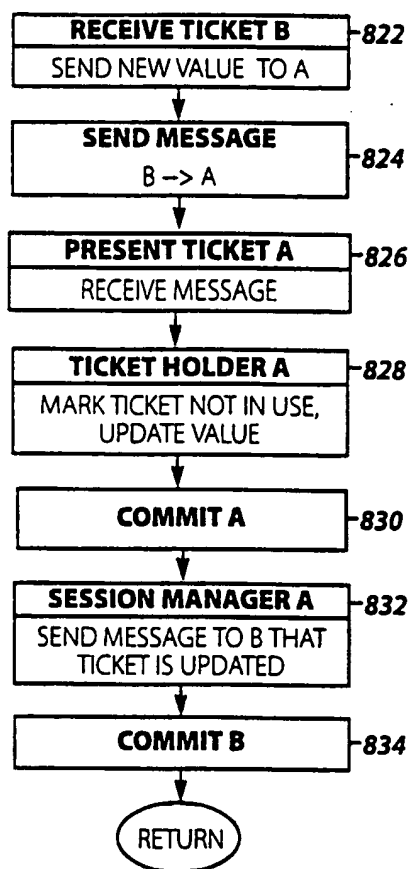 RECEIVE TICKET B
822
SEND NEW VALUE TO A
SEND MESSAGE
824
B --> A
PRESENT TICKET A
826
RECEIVE MESSAGE
TICKET HOLDER A
828
MARK TICKET NOT IN USE,
UPDATE VALUE
COMMIT A
830
SESSION MANAGER A
832
SEND MESSAGE TO B THAT
TICKET IS UPDATED
COMMIT B
834
RETURN